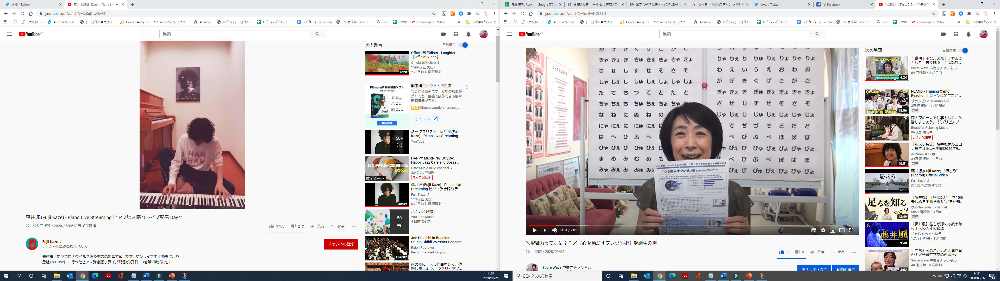 通知 / Twitter
藤井 風(Fujii Kaze) - Piano Liv
youtube.com/watch?v=IzKqK-wOwBE
アプリ
シュクルＨＰ
AutoBiz Ver2.20
(一社)日本声磨き普...
Google Analytics
Yahoo!プロモーション...
AdWords
ログイン ‹ (一社)日本...
ログイン ‹ ボイスクリエ...
マイプロフィール - Zoom
BST喜業塾（Zoom...
Goo
ｼｭWP
yahoo japan - Yaho...
その他のブックマーク
YouTube JP
検索
次の動画
自動再生
Official髭男dism - Laughter
［Official Video］
Official髭男dism
1599万 回視聴・
2 か月前 に配信済み
6:20
Filmora9 動画編集ソフト
無料体験
動画編集ソフトの決定版
写真から動画まで、編集の知識が
浅くても、直感で操作できる簡単
動画編集ソフト。
広告 filmora.wondershare.co.jp
サイトへ
50+
ミックスリスト - 藤井 風(Fujii
Kaze) - Piano Live Streaming ...
YouTube
HAPPY MORNING
BOSSA
HAPPY MORNING BOSSA:
Happy Jazz Cafe and Bossa...
Cafe Music BGM channel
3347 人が視聴中
ライブ配信中
藤井 風(Fujii Kaze) - Piano Live
Streaming ピアノ弾き語りラ...
Fujii Kaze
110万 回視聴・
5 か月前 に配信済み
48:49
ストレス発散！
YouTube Music
4 日前に更新
50
Joe Hisaishi in Budokan -
Studio Ghibli 25 Years Concert...
Ralph Pootawn
Recommended for you
1:56:02
雨の夜に一人で仕事をして、休
憩しましょう。,ジブリピアノ...
HELP EVER HURT NEVER
藤井 風(Fujii Kaze) - Piano Live Streaming ピアノ弾き語りライブ配信 Day 2
721,625 回視聴・2020/05/06 にライブ配信
2.1万
217
共有
保存
Fujii Kaze
チャンネル登録者数 50.4万人
チャンネル登録
先週末、新型コロナウイルス感染拡大の影響で6月のワンマンライブ中止発表により、
急遽YouTubeにて行ったピアノ弾き語りライブ配信が好評につき第2弾が決定！
14:31
2020/09/26
FB投稿スケジュール - Google スプレ
投稿の編集 ‹ (一社)日本声磨き普及
固定ページを編集 ‹ ボイスクリエーショ
女性専用少人数で声・話し方が改善
ホーム / Twitter
(1) Facebook
＼影響力ってなに？？／『心を動か
youtube.com/watch?v=IdeBwNCLE3U
アプリ
シュクルＨＰ
AutoBiz Ver2.20
(一社)日本声磨き普...
Google Analytics
Yahoo!プロモーション...
AdWords
ログイン ‹ (一社)日本...
ログイン ‹ ボイスクリエ...
マイプロフィール - Zoom
BST喜業塾（Zoom...
Goo
ｼｭWP
yahoo japan - Yaho...
その他のブックマーク
YouTube JP
検索
きゃ きぇ き きゅ きぇ きょ きゃ きょ
さ せ し す せ そ さ そ
しゃ しぇ し しゅ しぇ しょ しゃ しょ
た て ち つ て と た と
ちゃ ちぇ ち ちゅ ちぇ ちょ ちゃ ちょ
な ね に ぬ ね の
にゃ にぇ に にゅ にぇ
は へ ひ ふ へ
ひゃ ひぇ ひ ひゅ ひぇ
ま め み む め も
みゃ みぇ み みゅ みぇ
りゃ りぇ り りゅ りぇ りょ りゃ りょ
わ え い う え お わ お
が げ ぎ ぐ げ ご が ご
ぎゃ ぎぇ ぎ ぎゅ ぎぇ ぎょ ぎゃ ぎょ
ざ ぜ じ ず ぜ ぞ ざ ぞ
じゃ じぇ じ じゅ じぇ じょ じゃ じょ
で ぢ づ で ど だ ど
べ び ぶ べ ぼ ば ぼ
ぴぇ ぴ ぴゅ ぴぇ ぴょ ぴゃ ぴょ
「心を動かすプレゼン術」zoomセミナー
0:34 / 7:01
＼影響力ってなに？？／『心を動かすプレゼン術』受講生の声
26 回視聴・2020/09/05
5
0
共有
保存
Sucre Wave 声磨きチャンネル
アナリティクス
動画の編集
次の動画
自動再生
＼説明下手な方必見！／ちょっ
とした工夫で説明上手になれ...
Sucre Wave 声磨きチャンネル
69 回視聴・2 か月前
4:24
I-LAND - Training Camp
Reaction !! ファンに聞きたい...
サランピTV〈SaranpiTV〉
3万 回視聴・17 時間前
新着
15:56
雨の夜に一人で仕事をして、休
憩しましょう。,ジブリピアノ...
Beautiful Relaxing Music
96 人が視聴中
ライブ配信中
【報ステ特集】藤井風さんコロ
ナ禍で共感…死生観(2020年9...
ANNnewsCH
39万 回視聴・2 日前
新着
10:51
藤井 風(Fujii Kaze) - "帰ろう"
(Kaerou) Official Video
Fujii Kaze
あなたへのおすすめ
帰ろう
5:11
【藤井風】「特にない」 を10倍
楽しめる楽曲分析＆"足るを知...
咲希Saki music channel
5859 回視聴・3 日前
新着
足るを知る
って？
12:49
【藤井風】誰もが認める数十年
に 1 人の天才の物語
じゃじゃちゃんねる
1.7万 回視聴・1 週間前
藤井風
3:40
＼赤ちゃんのことばの発達を育
む！／子育てママの声磨き♪
Sucre Wave 声磨きチャンネル
40 回視聴・3 週間前
3:52
ここに入力して検索
14:31
2020/09/26